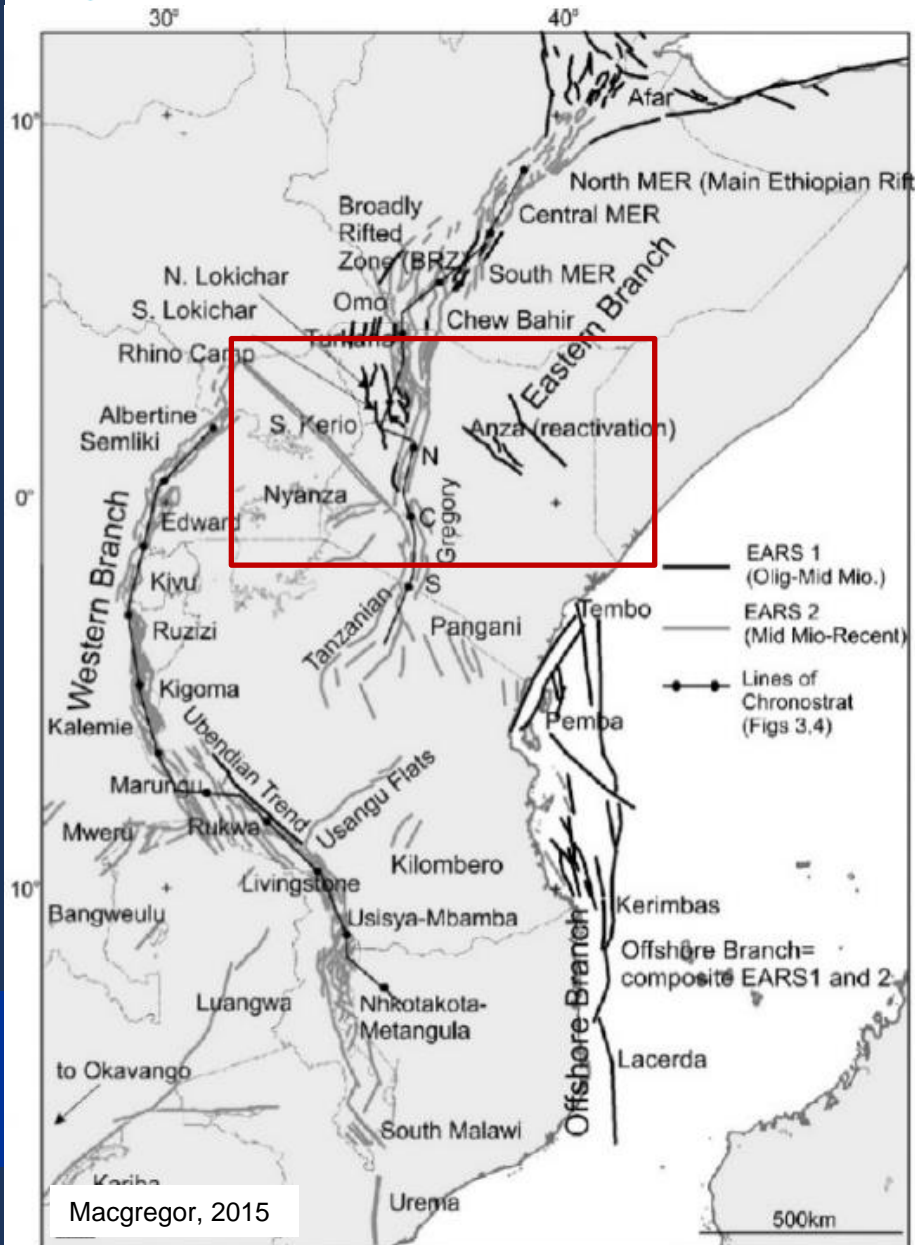 30°
40°
10°
Afar
North MER (Main Ethiopian Rift
Central MER
Broadly
Rifted
Zone (BRZ)
South MER
N. Lokichar
S. Lokichar
Omo
Chew Bahir
Turkana
Eastern Branch
Rhino Camp
Albertine
Semliki
S. Kerio
Anza (reactivation)
N
0°
Nyanza
C
Gregory
Edward
Western Branch
Kivu
S
EARS 1
(Olig-Mid Mio.)
Tembo
EARS 2
(Mid Mio-Recent)
Ruzizi
Tanzanian
Pangani
Kigoma
Lines of
Chronostrat
(Figs 3,4)
Kalemie
Pemba
Ubendian Trend
Marungu
Usangu Flats
Mweru
Rukwa
Kilombero
10°
Livingstone
Kerimbas
Bangweulu
Usisya-Mbamba
Offshore Branch
Offshore Branch=
composite EARS1 and 2
Luangwa
Nhkotakota-
Metangula
to Okavango
Lacerda
South Malawi
Kariba
Urema
Macgregor, 2015
500km